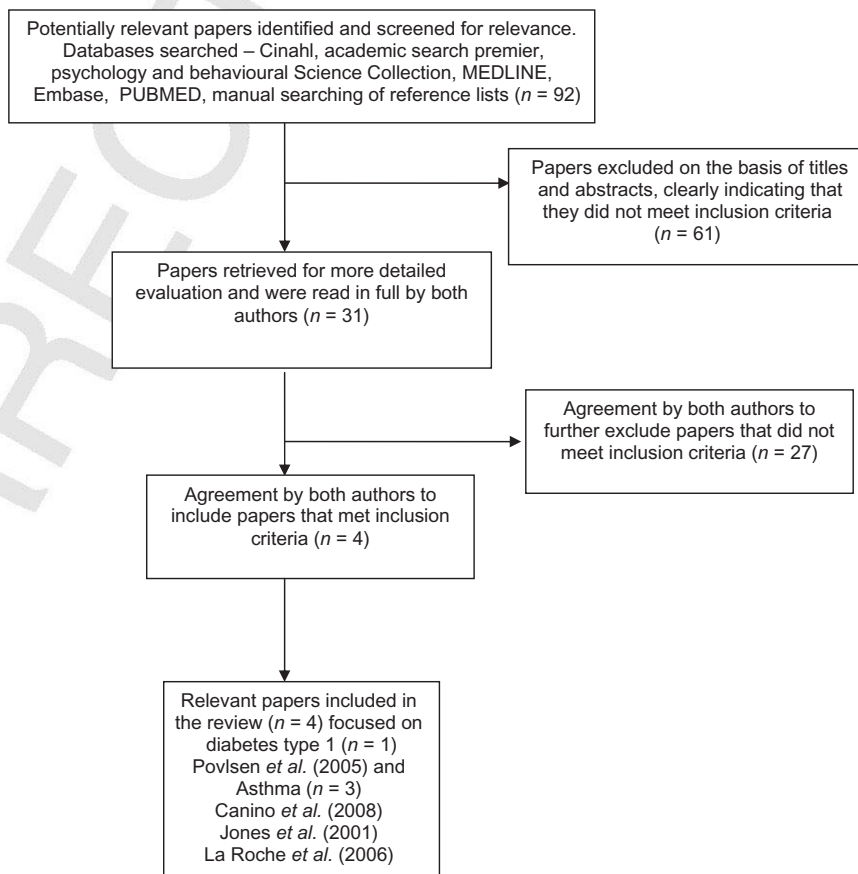 Potentially relevant papers identified and screened for relevance.
Databases searched – Cinahl, academic search premier,
psychology and behavioural Science Collection, MEDLINE,
Embase, PUBMED, manual searching of reference lists (n = 92)
Papers excluded on the basis of titles
and abstracts, clearly indicating that
they did not meet inclusion criteria
(n = 61)
Papers retrieved for more detailed
evaluation and were read in full by both
authors (n = 31)
Agreement by both authors to
further exclude papers that did not
meet inclusion criteria (n = 27)
Agreement by both authors to
include papers that met inclusion
criteria (n = 4)
Relevant papers included in
the review (n = 4) focused on
diabetes type 1 (n = 1)
Povlsen et al. (2005) and
Asthma (n = 3)
Canino et al. (2008)
Jones et al. (2001)
La Roche et al. (2006)